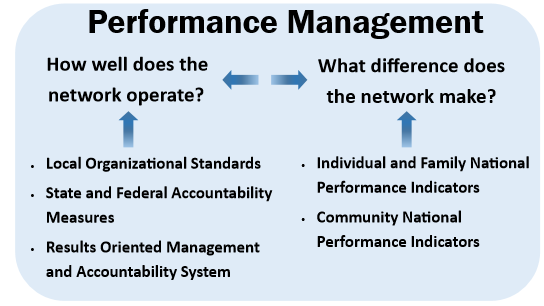 Performance Management
How well does the
network operate?
What difference does
the network make?
• Local Organizational Standards
• State and Federal Accountability
Measures
• Results Oriented Management
and Accountability System
• Individual and Family National
Performance Indicators
• Community National
Performance Indicators